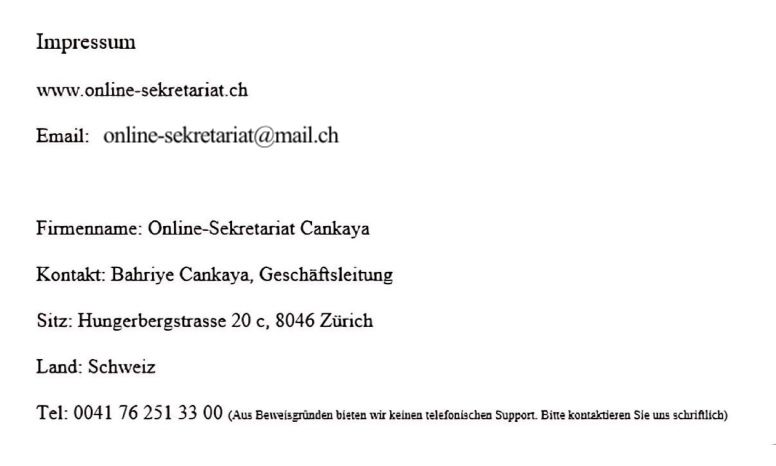 Impressum
www.online-sekretariat.ch
Email: online-sekretariat@mail.ch
Firmenname: Online-Sekretariat Cankaya
Kontakt: Bahriye Cankaya, Geschäftsleitung
Sitz: Hungerbergstrasse 20 c, 8046 Zürich
Land: Schweiz
Tel: 0041 76 251 33 00 (Aus Beweisgründen bieten wir keinen telefonischen Support. Bitte kontaktieren Sie uns schriftlich)